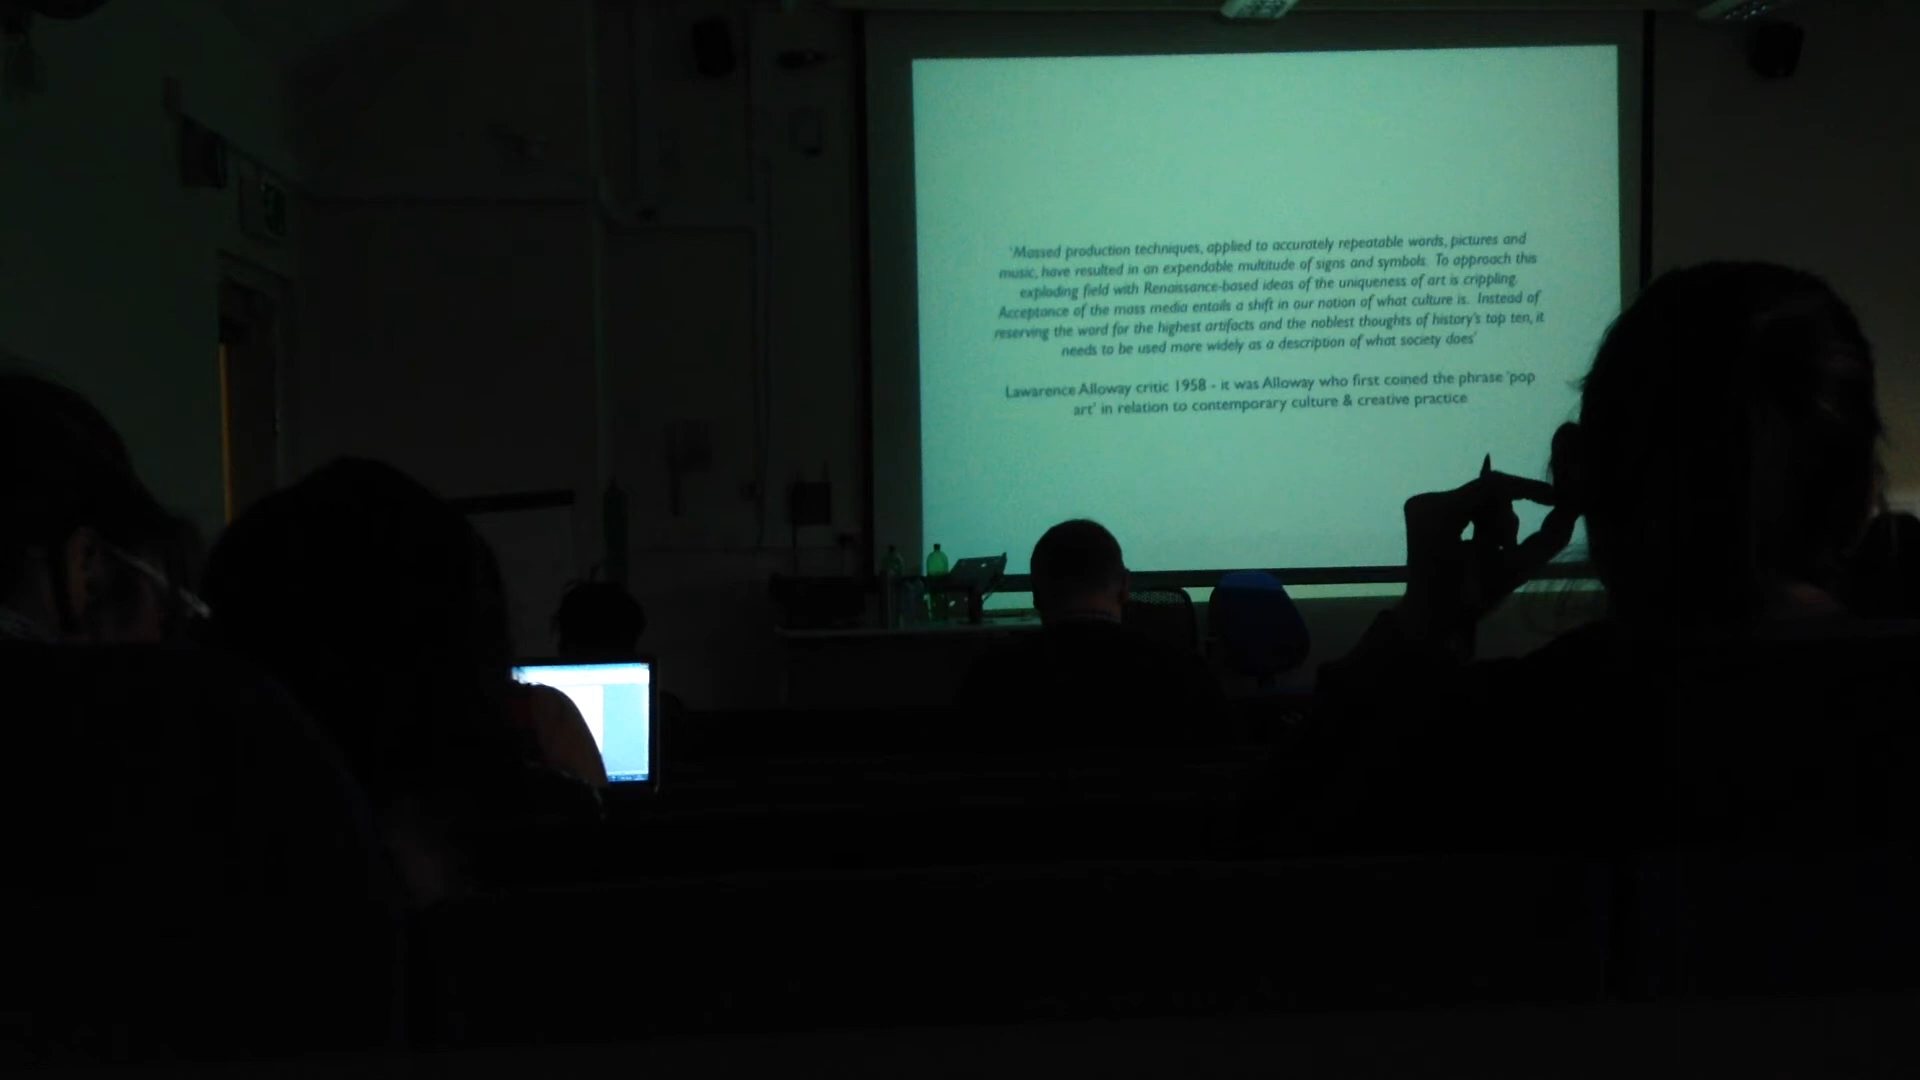 'Massed production techniques, applied to accurately repeatable words, pictures and
music, have resulted in an expendable multitude of signs and symbols. To approach this
exploding field with Renaissance-based ideas of the uniqueness of art is crippling.
Acceptance of the mass media entails a shift in our notion of what culture is. Instead of
reserving the word for the highest artifacts and the noblest thoughts of history's top ten, it
needs to be used more widely as a description of what society does'
Lawarence Alloway critic 1958 - it was Alloway who first coined the phrase 'pop
art' in relation to contemporary culture & creative practice